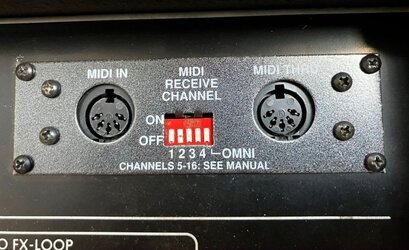 MIDI IN
MIDI
RECEIVE
CHANNEL
MIDI THRU
ON
OFF
1 2 3 4 OMNI
CHANNELS 5-16: SEE MANUAL
O FX-LOOP